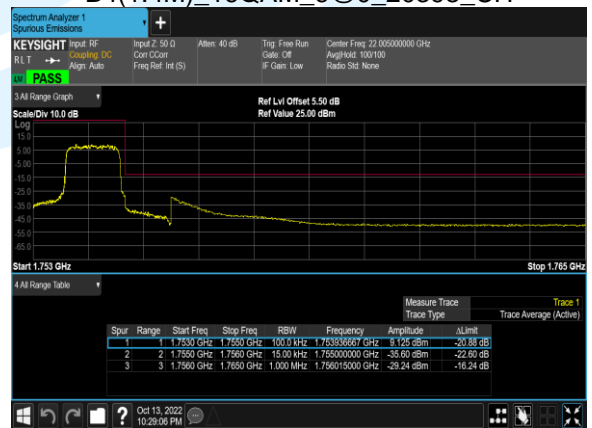 Spectrum Analyzer 1
Spurious Emissions
KEYSIGHT Input: RF Input Z: 50 Ω Atten: 40 dB Trig: Free Run Center Freq: 22.005000000 GHz
R L T Coupling: DC Corr CCorr Gate: Off Avg|Hold: 100/100
Align: Auto Freq Ref: Int (S) IF Gain: Low Radio Std: None
PASS
3 All Range Graph
Ref Lvl Offset 5.50 dB
Scale/Div 10.0 dB Ref Value 25.00 dBm
Log
15.0
5.00
-5.00
-15.0
-25.0
-35.0
-45.0
-55.0
-65.0
Start 1.753 GHz Stop 1.765 GHz
4 All Range Table
Measure Trace Trace 1
Trace Type Trace Average (Active)
Spur Range Start Freq Stop Freq RBW Frequency Amplitude ΔLimit
1 1 1.7530 GHz 1.7550 GHz 100.0 kHz 1.753936667 GHz 9.125 dBm -20.88 dB
2 2 1.7550 GHz 1.7560 GHz 15.00 kHz 1.755000000 GHz -35.60 dBm -22.60 dB
3 3 1.7560 GHz 1.7650 GHz 1.000 MHz 1.756015000 GHz -29.24 dBm -16.24 dB
Oct 13, 2022
10:29:06 PM